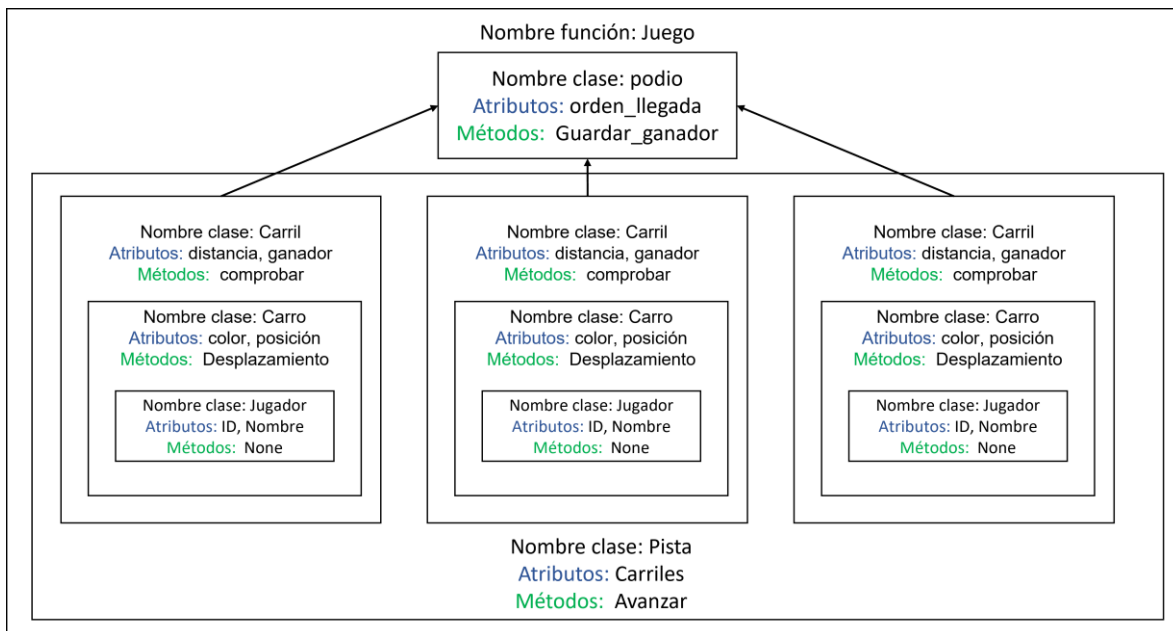 Nombre función: Juego
Nombre clase: podio
Atributos: orden_llegada
Métodos: Guardar_ganador
Nombre clase: Carril
Atributos: distancia, ganador
Métodos: comprobar
Nombre clase: Carro
Atributos: color, posición
Métodos: Desplazamiento
Nombre clase: Jugador
Atributos: ID, Nombre
Métodos: None
Nombre clase: Carril
Atributos: distancia, ganador
Métodos: comprobar
Nombre clase: Carro
Atributos: color, posición
Métodos: Desplazamiento
Nombre clase: Jugador
Atributos: ID, Nombre
Métodos: None
Nombre clase: Carril
Atributos: distancia, ganador
Métodos: comprobar
Nombre clase: Carro
Atributos: color, posición
Métodos: Desplazamiento
Nombre clase: Jugador
Atributos: ID, Nombre
Métodos: None
Nombre clase: Pista
Atributos: Carriles
Métodos: Avanzar